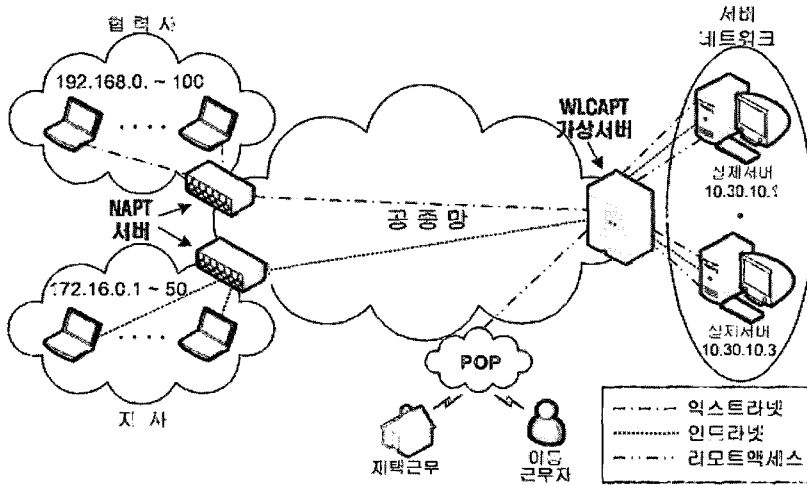 협 력 사
192.168.0. ~ 100
NAPT
서버
172.16.0.1 ~ 50
지 사
공 중 망
POP
재택근무
이동
근무자
WLCAPT
가상서버
서버
네트워크
실제서버
10.30.10.
실제서버
10.30.10.3
익스트라넷
인트라넷
리모트액세스